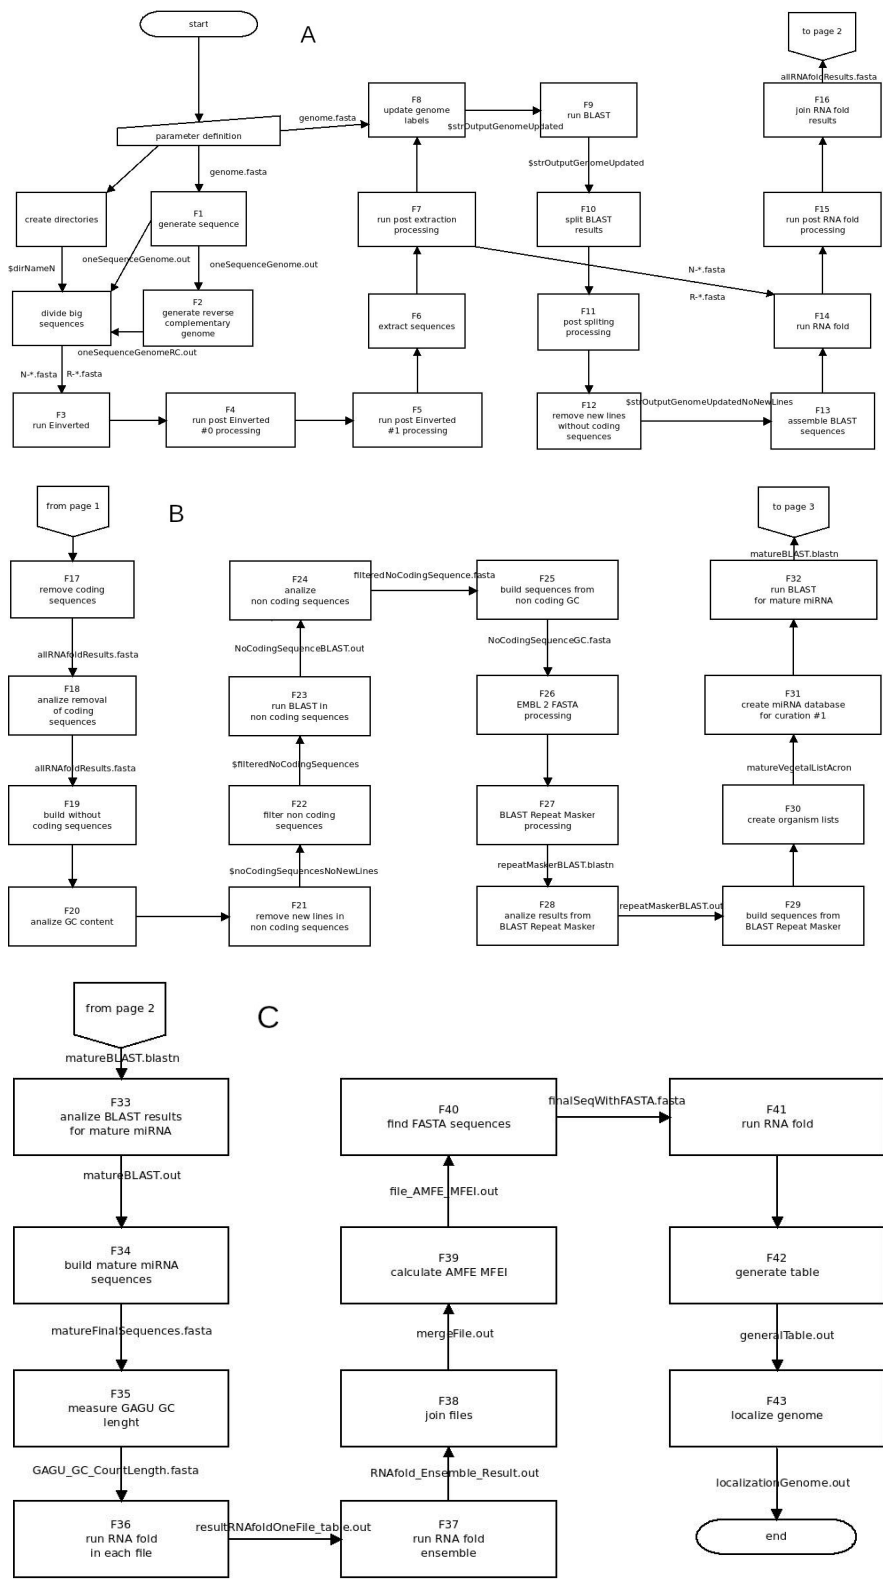 start
A
to page 2
allRNAfoldResults.fasta
F8
update genome
labels
F9
run BLAST
F16
join RNA fold
results
genome.fasta
$strOutputGenomeUpdated
parameter definition
genome.fasta
$strOutputGenomeUpdated
create directories
F1
generate sequence
F7
run post extraction
processing
F10
split BLAST
results
F15
run post RNA fold
processing
oneSequenceGenome.out
oneSequenceGenome.out
$dirNameN
N-*.fasta
R-*.fasta
divide big
sequences
F2
generate reverse
complementary
genome
F6
extract sequences
F11
post spliting
processing
F14
run RNA fold
oneSequenceGenomeRC.out
N-*.fasta
R-*.fasta
F3
run Einverted
F4
run post Einverted
#0 processing
F5
run post Einverted
#1 processing
F12
remove new lines
without coding
sequences
$strOutputGenomeUpdatedNoNewLines
F13
assemble BLAST
sequences
from page 1
B
to page 3
matureBLAST.blastn
F17
remove coding
sequences
F24
analize
non coding sequences
filteredNoCodingSequence.fasta
F25
build sequences from
non coding GC
F32
run BLAST
for mature miRNA
allRNAfoldResults.fasta
NoCodingSequenceBLAST.out
NoCodingSequenceGC.fasta
F18
analize removal
of coding
sequences
F23
run BLAST in
non coding sequences
F26
EMBL 2 FASTA
processing
F31
create miRNA database
for curation #1
allRNAfoldResults.fasta
$filteredNoCodingSequences
matureVegetalListAcron
F19
build without
coding sequences
F22
filter non coding
sequences
F27
BLAST Repeat Masker
processing
F30
create organism lists
$noCodingSequencesNoNewLines
repeatMaskerBLAST.blastn
F20
analize GC content
F21
remove new lines in
non coding sequences
F28
analize results from
BLAST Repeat Masker
repeatMaskerBLAST.out
F29
build sequences from
BLAST Repeat Masker
from page 2
C
matureBLAST.blastn
F33
analize BLAST results
for mature miRNA
F40
find FASTA sequences
finalSeqWithFASTA.fasta
F41
run RNA fold
matureBLAST.out
file_AMFE_MFEI.out
F34
build mature miRNA
sequences
F39
calculate AMFE MFEI
F42
generate table
matureFinalSequences.fasta
mergeFile.out
generalTable.out
F35
measure GAGU GC
lenght
F38
join files
F43
localize genome
GAGU_GC_CountLength.fasta
RNAfold_Ensemble_Result.out
localizationGenome.out
F36
run RNA fold
in each file
resultRNAfoldOneFile_table.out
F37
run RNA fold
ensemble
end